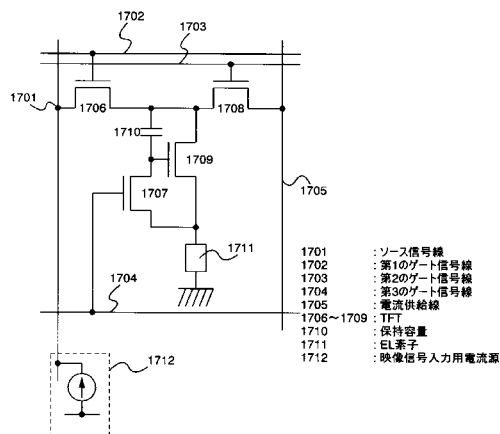 1702
1703
1701
1706
1708
1710
1709
1707
1705
1711
1704
1712
1701 : ソース信号線
1702 : 第1のゲート信号線
1703 : 第2のゲート信号線
1704 : 第3のゲート信号線
1705 : 電流供給線
1706～1709 : TFT
1710 : 保持容量
1711 : EL素子
1712 : 映像信号入力用電流源